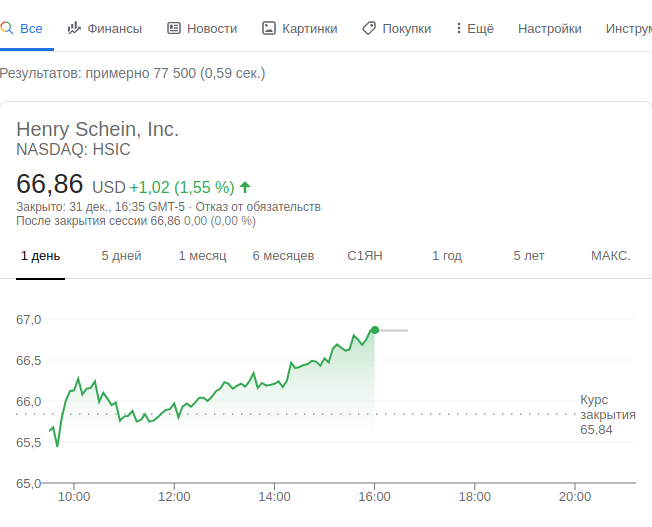 Все Финансы Новости Картинки Покупки Ещё Настройки Инструм
Результатов: примерно 77 500 (0,59 сек.)
Henry Schein, Inc.
NASDAQ: HSIC
66,86 USD +1,02 (1,55 %)
Закрыто: 31 дек., 16:35 GMT-5 · Отказ от обязательств
После закрытия сессии 66,86 0,00 (0,00 %)
1 день 5 дней 1 месяц 6 месяцев С1ЯН 1 год 5 лет МАКС.
67,0
66,5
66,0
65,5
65,0
Курс
закрытия
65,84
10:00 12:00 14:00 16:00 18:00 20:00